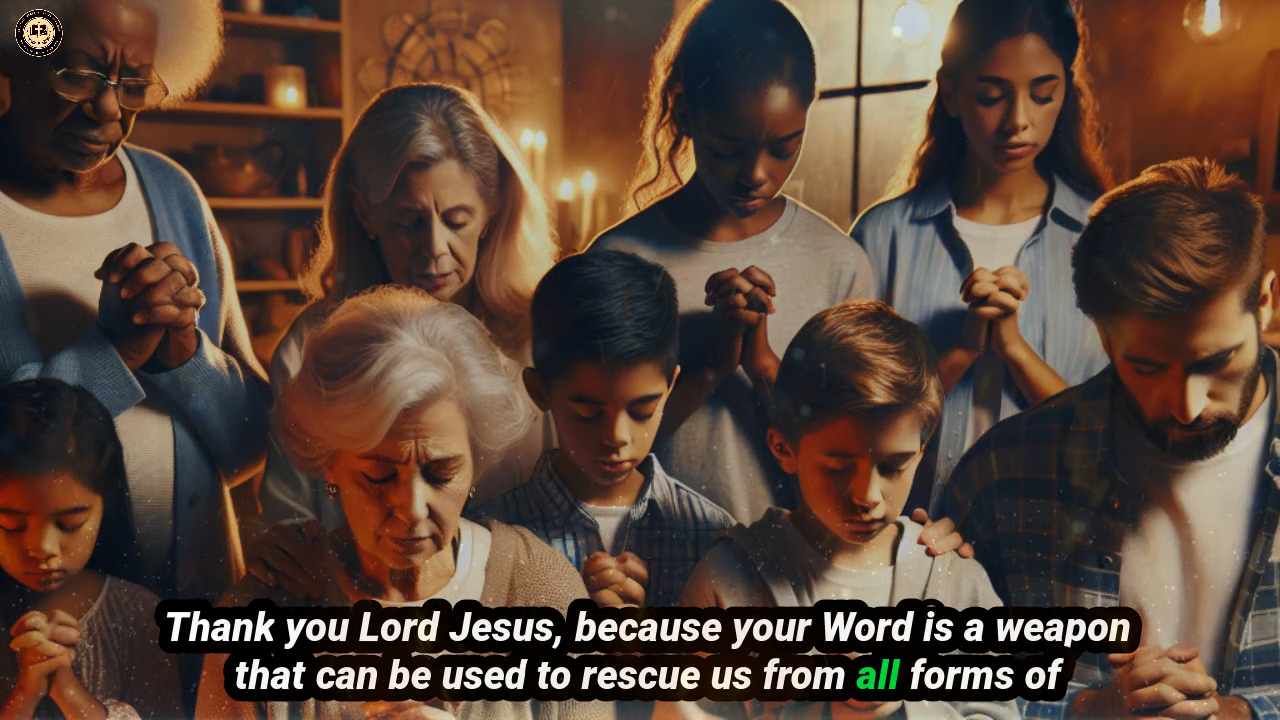 Thank you Lord Jesus, because your Word is a weapon
that can be used to rescue us from all forms of